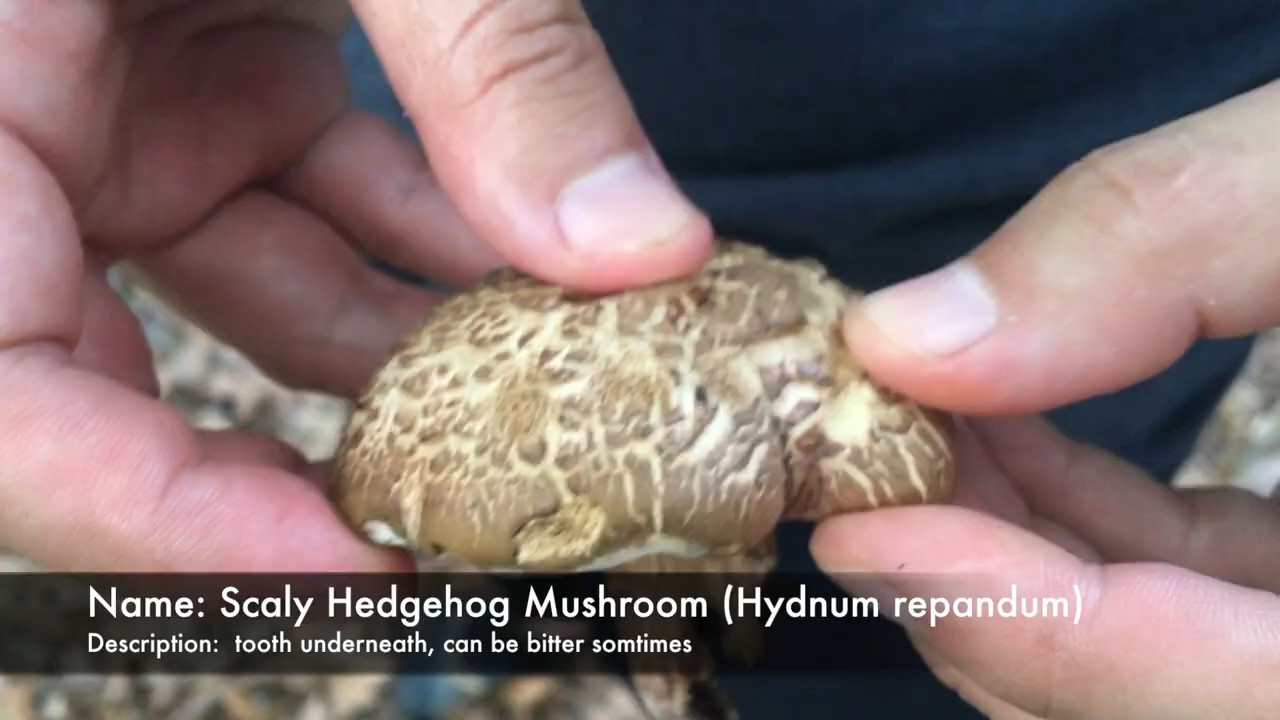 Name: Scaly Hedgehog Mushroom (Hydnum repandum)
Description: tooth underneath, can be bitter somtimes